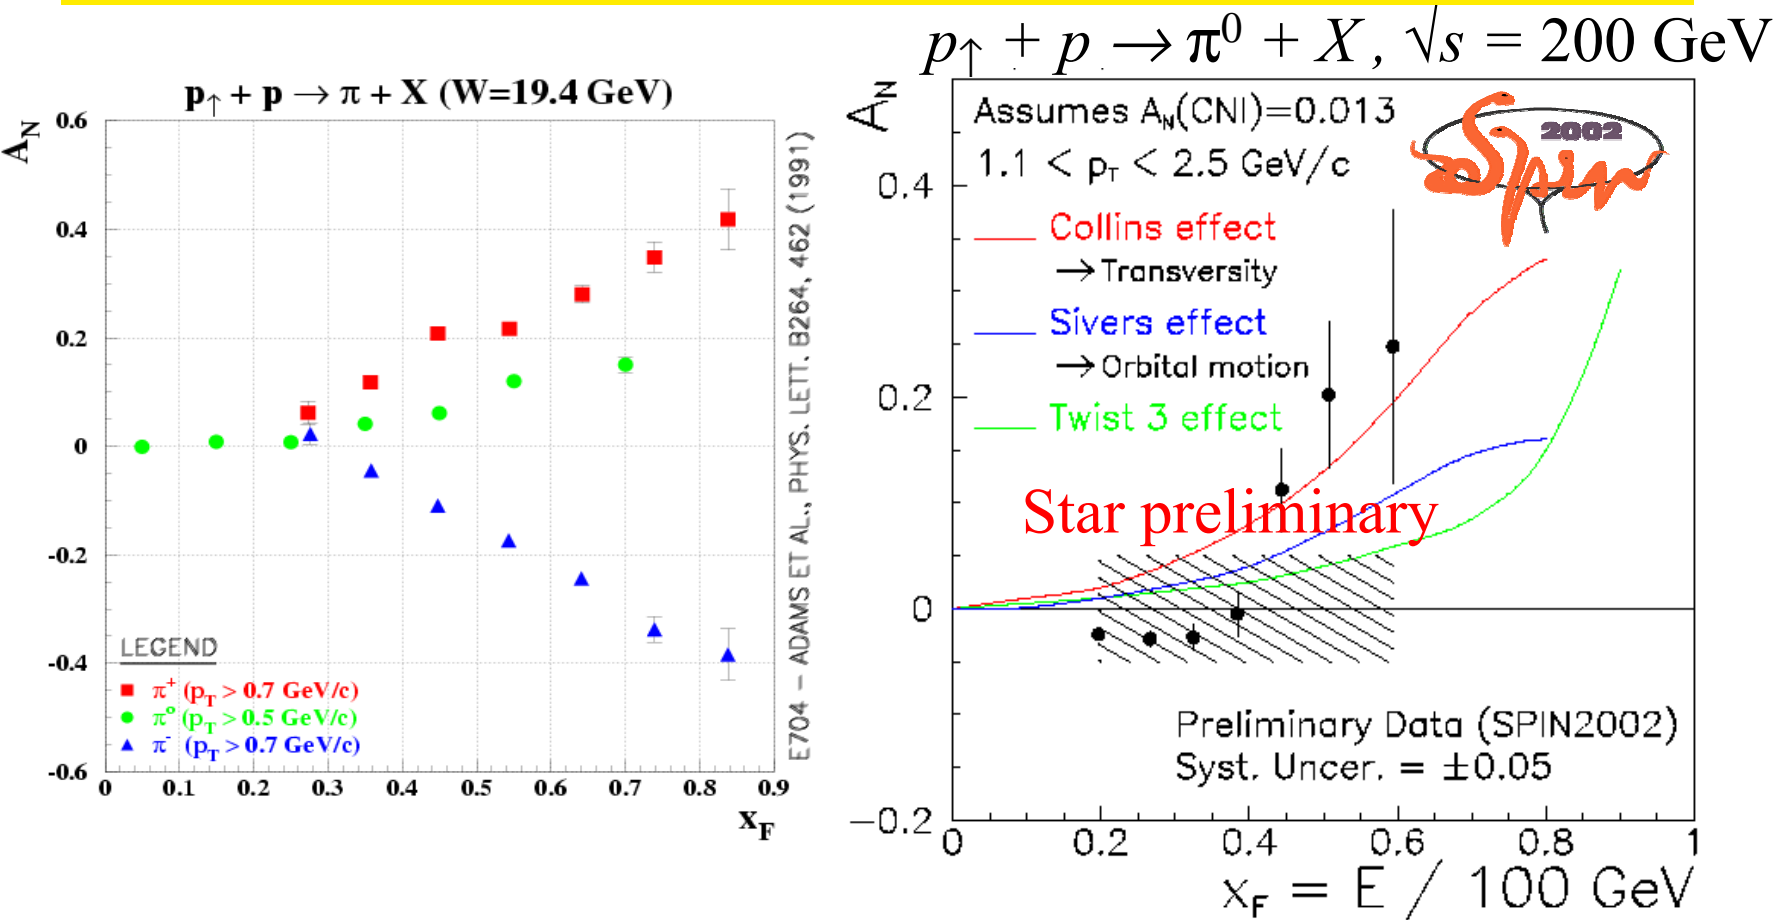 p↑ + p → π⁰ + X , √s = 200 GeV
p↑ + p → π + X (W=19.4 GeV)
A_N
0.6
0.4
0.2
0
-0.2
-0.4
-0.6
LEGEND
π⁺ (p_T > 0.7 GeV/c)
π⁰ (p_T > 0.5 GeV/c)
π⁻ (p_T > 0.7 GeV/c)
0 0.1 0.2 0.3 0.4 0.5 0.6 0.7 0.8 0.9
x_F
E704 – ADAMS ET AL., PHYS. LETT. B264, 462 (1991)
A_N
Assumes A_N(CNI)=0.013
1.1 < p_T < 2.5 GeV/c
Spin 2002
Collins effect
→ Transversity
Sivers effect
→ Orbital motion
Twist 3 effect
Star preliminary
Preliminary Data (SPIN2002)
Syst. Uncer. = ±0.05
0.4
0.2
0
−0.2
0 0.2 0.4 0.6 0.8 1
x_F = E / 100 GeV